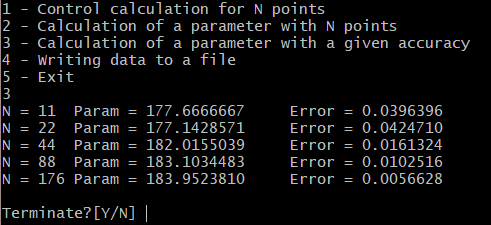 1 - Control calculation for N points
2 - Calculation of a parameter with N points
3 - Calculation of a parameter with a given accuracy
4 - Writing data to a file
5 - Exit
3
N = 11  Param = 177.6666667     Error = 0.0396396
N = 22  Param = 177.1428571     Error = 0.0424710
N = 44  Param = 182.0155039     Error = 0.0161324
N = 88  Param = 183.1034483     Error = 0.0102516
N = 176 Param = 183.9523810     Error = 0.0056628
Terminate?[Y/N]